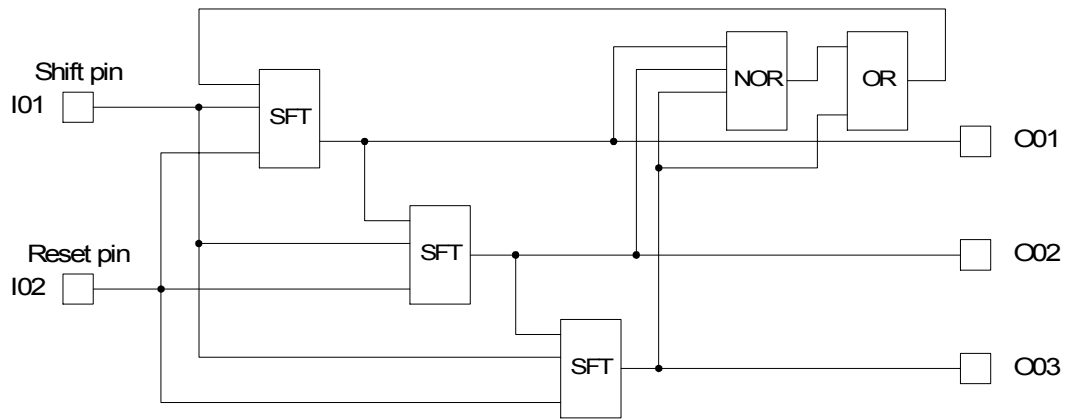 Shift pin
I01
SFT
NOR
OR
O01
Reset pin
I02
SFT
O02
SFT
O03